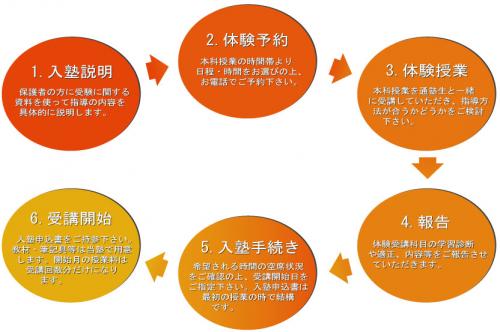 1. 入塾説明
保護者の方に受験に関する
資料を使って指導の内容を
具体的に説明します。
2. 体験予約
本科授業の時間帯より
日程・時間をお選びの上、
お電話でご予約下さい。
3. 体験授業
本科授業を通塾生と一緒
に受講していただき、指導方
法が合うかどうかをご検討
下さい。
4. 報告
体験受講科目の学習診断
や適正、内容等をご報告させ
ていただきます。
5. 入塾手続き
希望される時間の空席状況
をご確認の上、受講開始日を
ご指定下さい。入塾申込書は
最初の授業の時で結構
です。
6. 受講開始
入塾申込書をご持参下さい。
教材・筆記具等は当塾で用意
します。開始月の授業料は
受講回数分だけになり
ます。